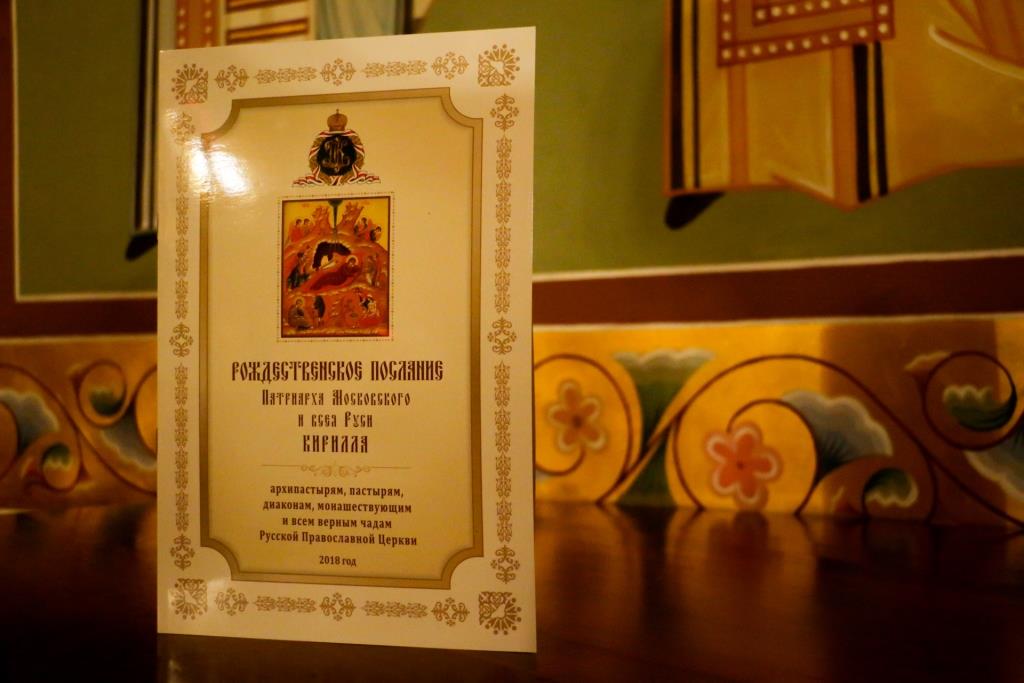 Рождественское послание
Патриарха Московского
и всея Руси
КИРИЛЛА
архипастырям, пастырям,
диаконам, монашествующим
и всем верным чадам
Русской Православной Церкви
2018 год